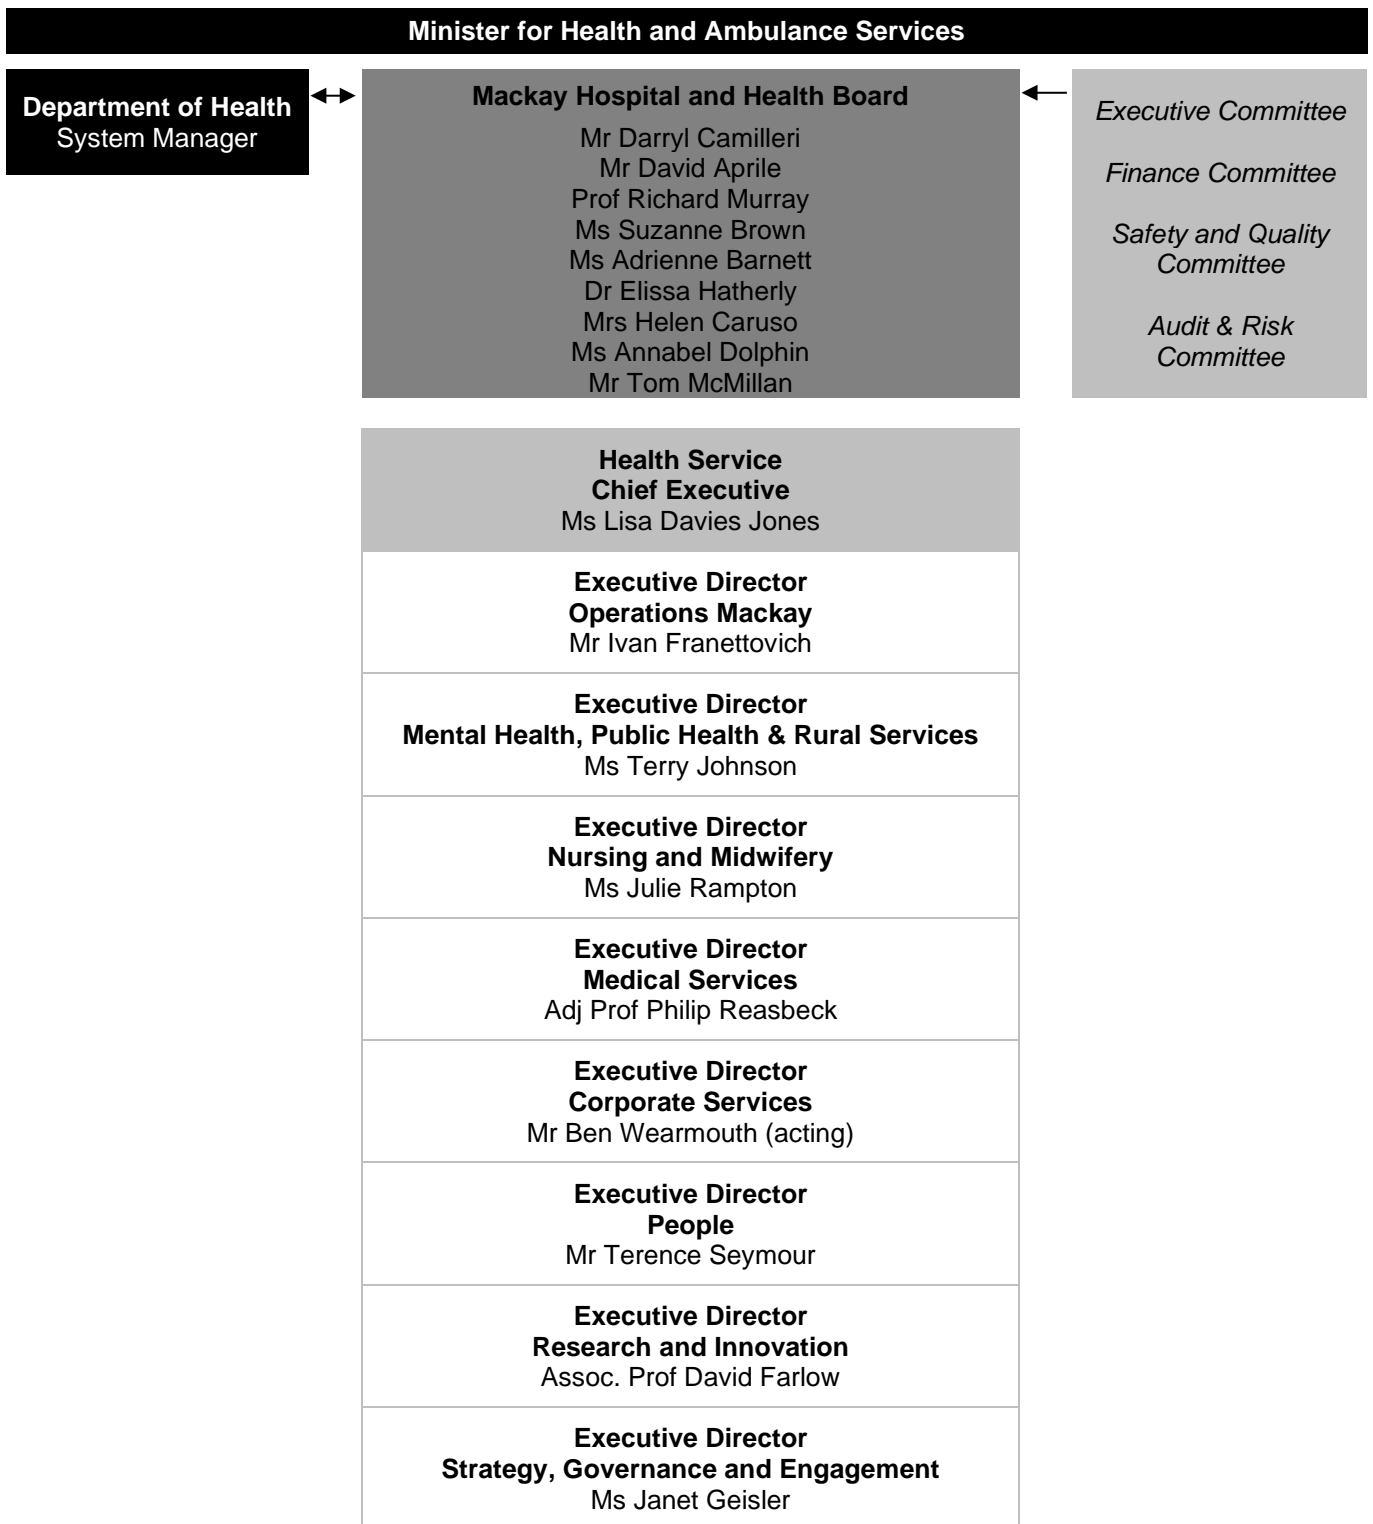 Minister for Health and Ambulance Services
Department of Health
System Manager
Mackay Hospital and Health Board
Mr Darryl Camilleri
Mr David Aprile
Prof Richard Murray
Ms Suzanne Brown
Ms Adrienne Barnett
Dr Elissa Hatherly
Mrs Helen Caruso
Ms Annabel Dolphin
Mr Tom McMillan
Executive Committee
Finance Committee
Safety and Quality
Committee
Audit & Risk
Committee
Health Service
Chief Executive
Ms Lisa Davies Jones
Executive Director
Operations Mackay
Mr Ivan Franettovich
Executive Director
Mental Health, Public Health & Rural Services
Ms Terry Johnson
Executive Director
Nursing and Midwifery
Ms Julie Rampton
Executive Director
Medical Services
Adj Prof Philip Reasbeck
Executive Director
Corporate Services
Mr Ben Wearmouth (acting)
Executive Director
People
Mr Terence Seymour
Executive Director
Research and Innovation
Assoc. Prof David Farlow
Executive Director
Strategy, Governance and Engagement
Ms Janet Geisler